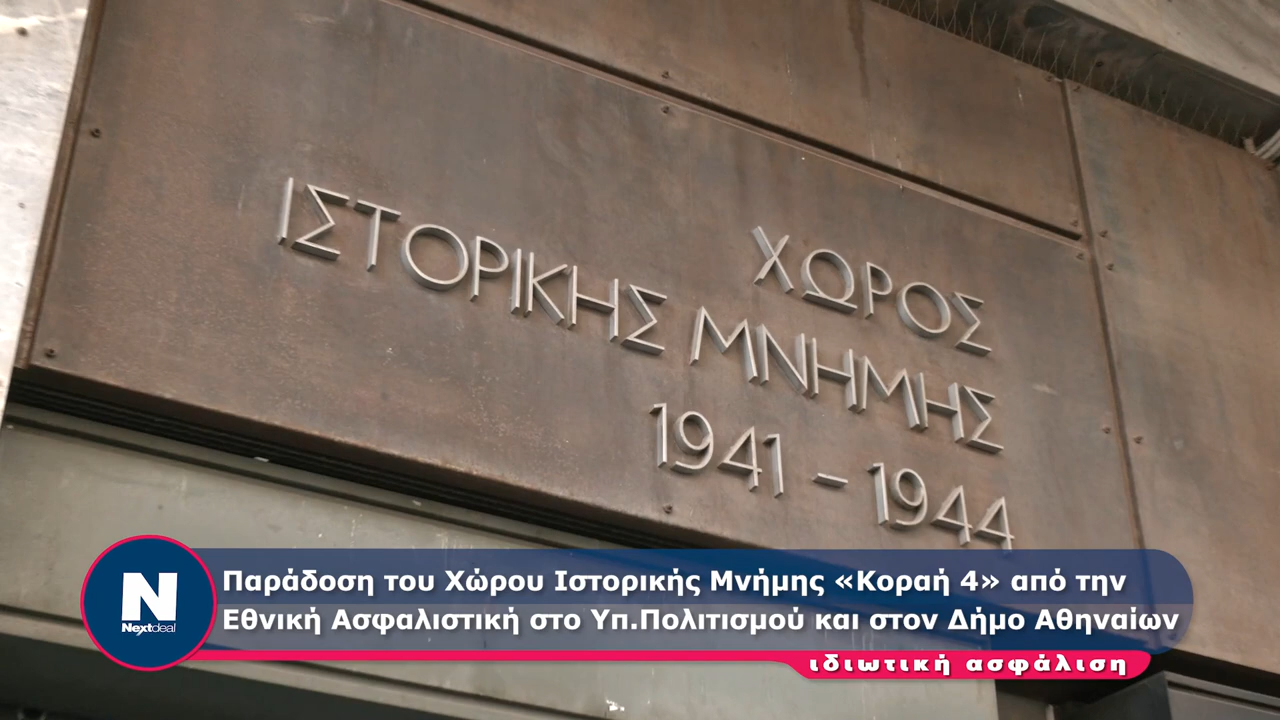 ΧΩΡΟΣ
ΙΣΤΟΡΙΚΗΣ ΜΝΗΜΗΣ
1941 – 1944
N
Nextdeal
Παράδοση του Χώρου Ιστορικής Μνήμης «Κοραή 4» από την
Εθνική Ασφαλιστική στο Υπ.Πολιτισμού και στον Δήμο Αθηναίων
ιδιωτική ασφάλιση